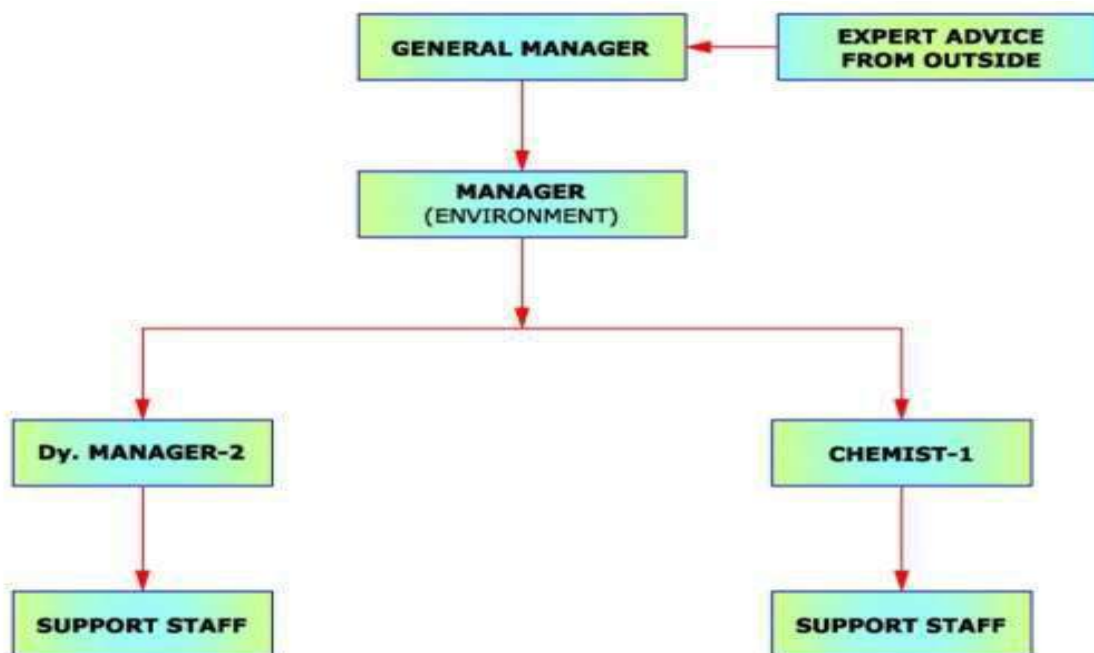 GENERAL MANAGER
EXPERT ADVICE
FROM OUTSIDE
MANAGER
(ENVIRONMENT)
Dy. MANAGER-2
CHEMIST-1
SUPPORT STAFF
SUPPORT STAFF